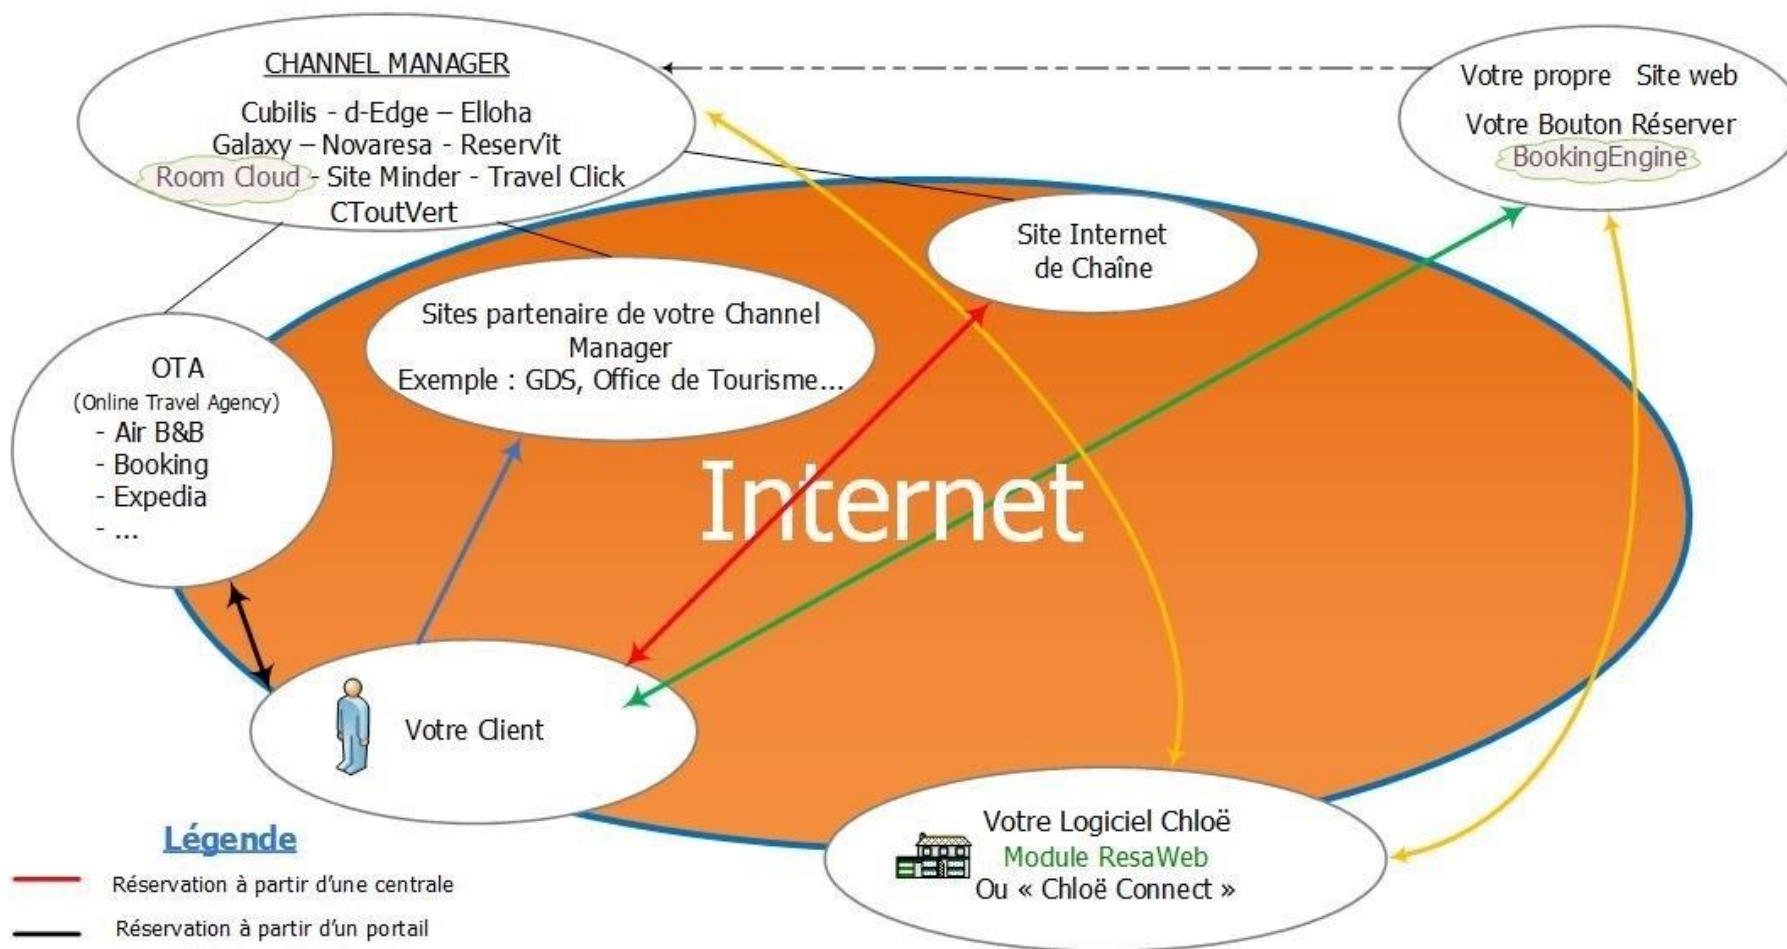 CHANNEL MANAGER
Cubilis - d-Edge – Elloha
Galaxy – Novaresa - Reserv'it
Room Cloud - Site Minder - Travel Click
CToutVert
Votre propre Site web
Votre Bouton Réserver
BookingEngine
Site Internet
de Chaîne
Sites partenaire de votre Channel
Manager
Exemple : GDS, Office de Tourisme...
OTA
(Online Travel Agency)
- Air B&B
- Booking
- Expedia
- ...
Internet
Votre Client
Votre Logiciel Chloë
Module ResaWeb
Ou « Chloë Connect »
Légende
Réservation à partir d'une centrale
Réservation à partir d'un portail